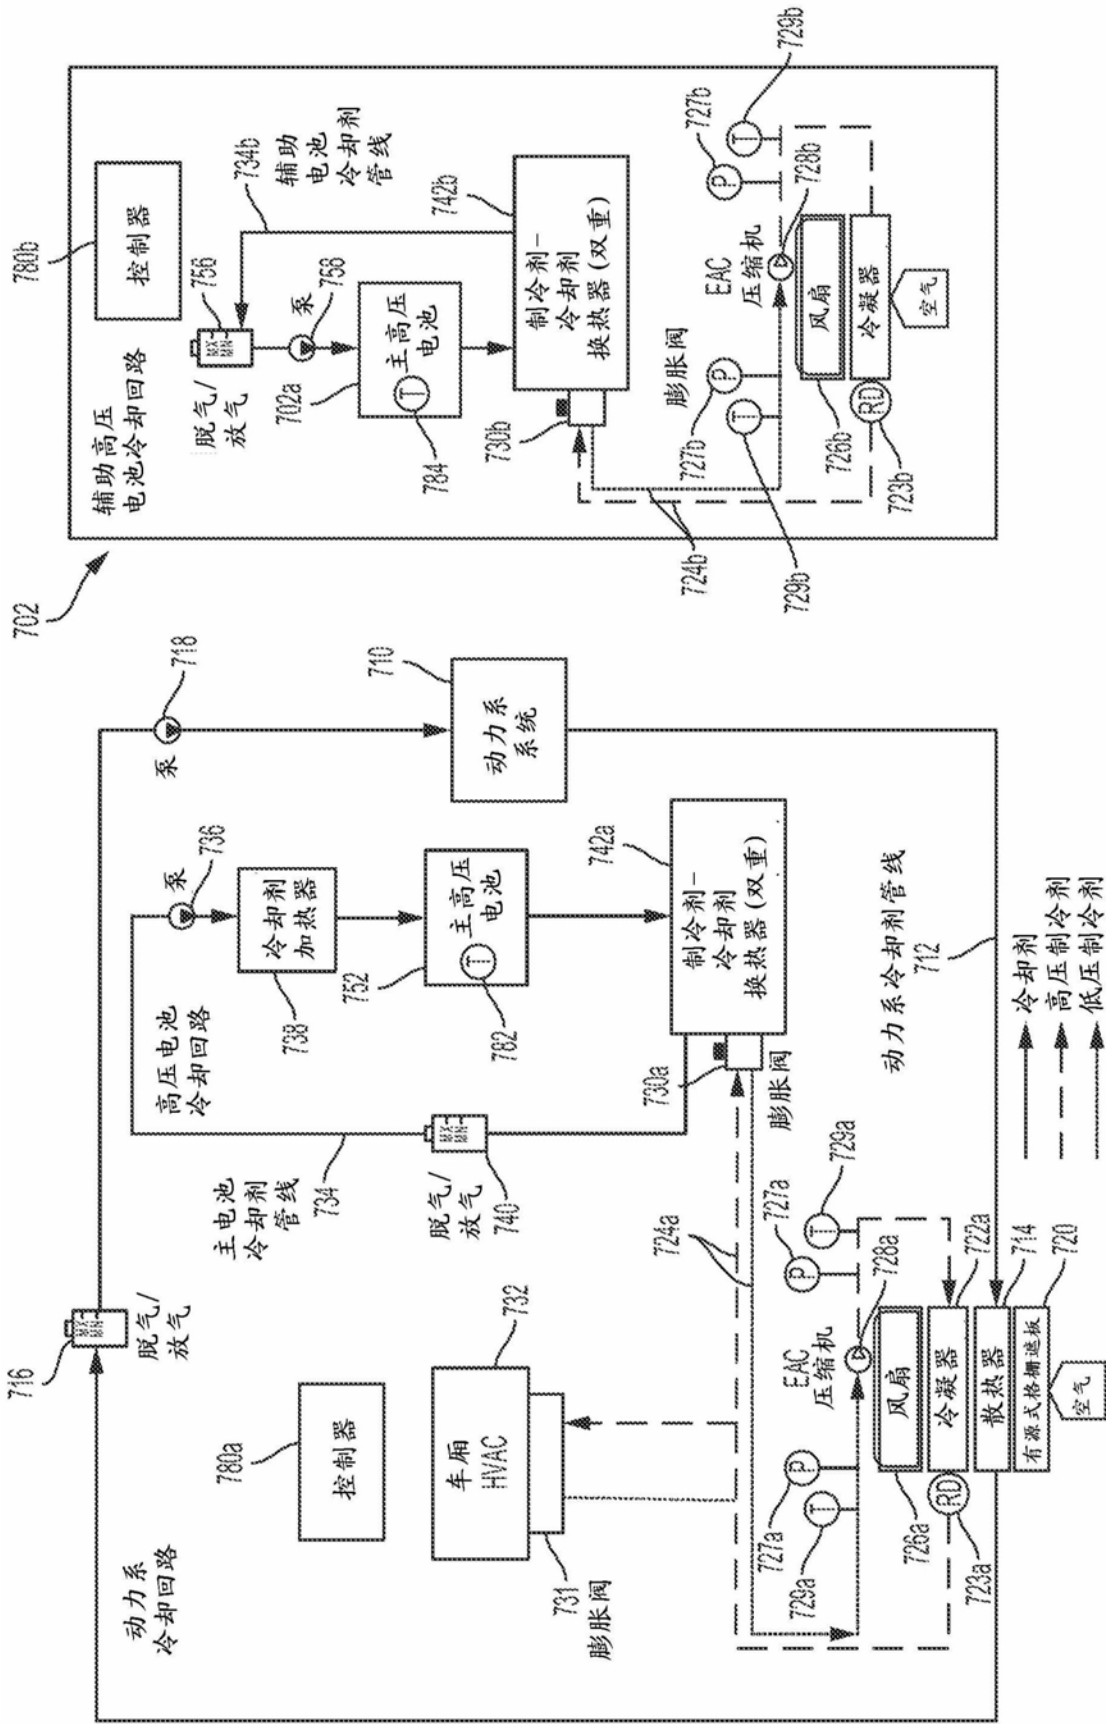 动力系
冷却回路
716
脱气/
放气
泵
718
780a
控制器
高压电池
冷却回路
泵
736
冷却剂
加热器
738
主电池
冷却剂
管线
734
732
车厢
HVAC
731
膨胀阀
脱气/
放气
740
MX
MN
MX
MN
752
主高压
电池
T
782
710
动力系
系统
742a
制冷剂-
冷却剂
换热器(双重)
730a
膨胀阀
724a
727a
P
729a
T
EAC
压缩机
728a
727a
P
729a
T
726a
风扇
冷凝器
722a
RD
723a
散热器
714
有源式格栅遮板
720
空气
动力系冷却剂管线
712
冷却剂
高压制冷剂
低压制冷剂
702
辅助高压
电池冷却回路
780b
控制器
脱气/
放气
756
MX
MN
泵
758
734b
辅助
电池
冷却剂
管线
702a
主高压
电池
T
784
742b
制冷剂-
冷却剂
换热器(双重)
730b
膨胀阀
724b
727b
P
729b
T
EAC
压缩机
728b
727b
P
729b
T
726b
风扇
冷凝器
RD
723b
空气